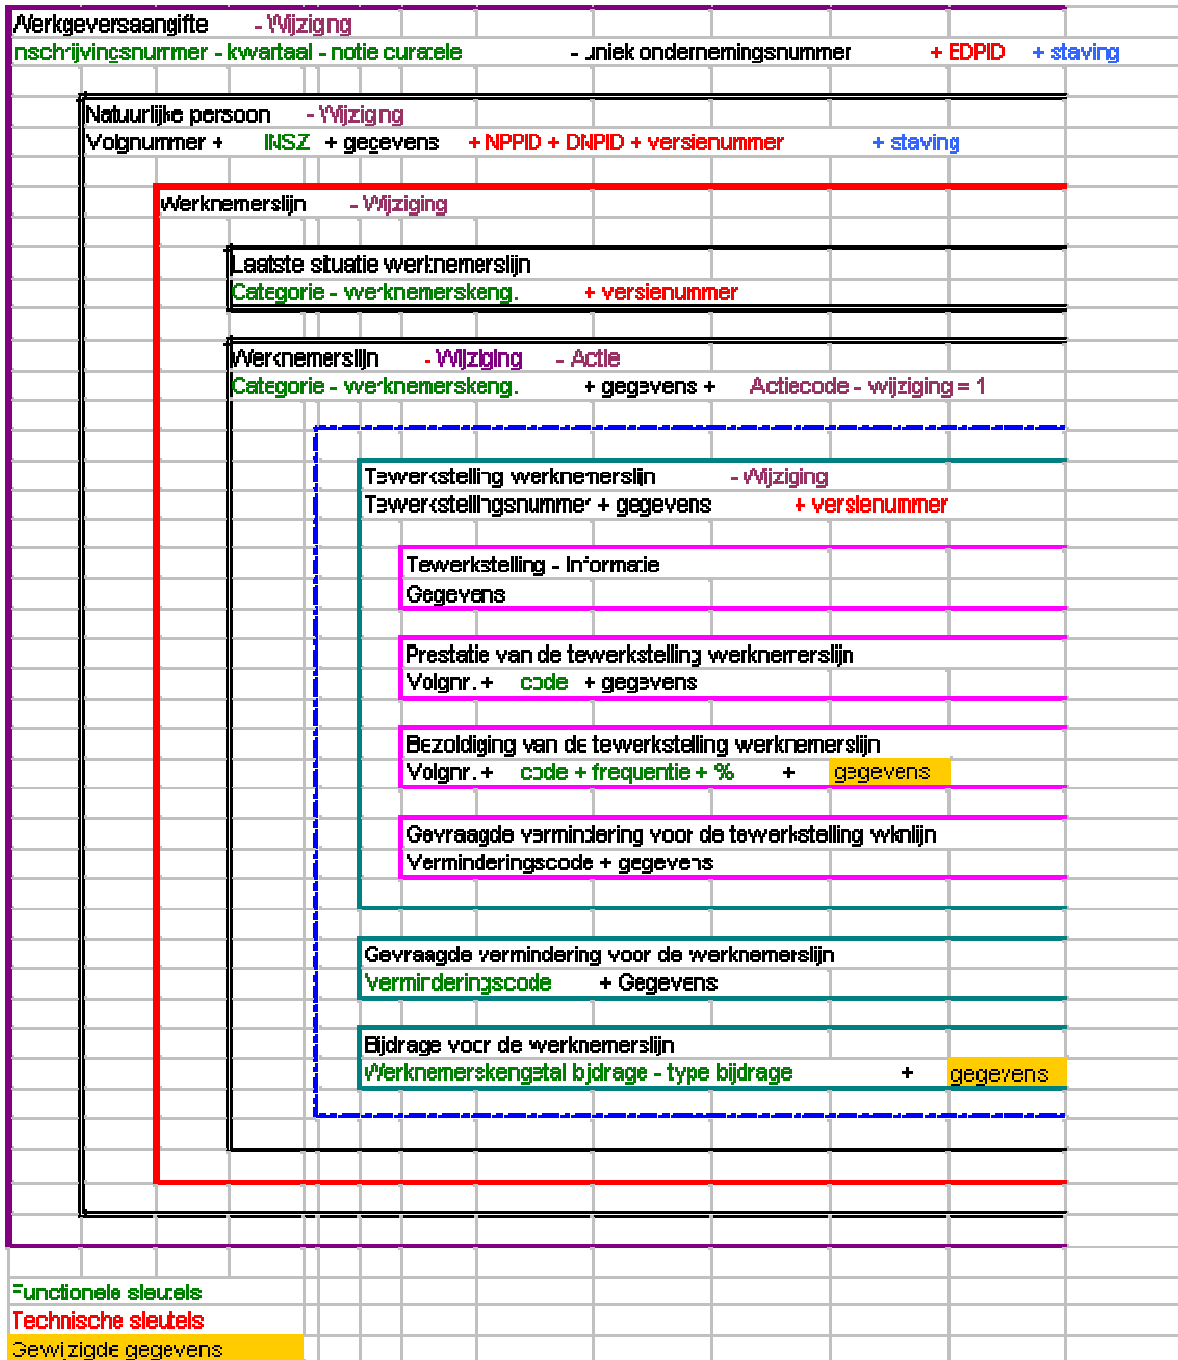 Werkgeversaangifte - Wijziging
Inschrijvingsnummer - kwartaal - notie curatele - uniek ondernemingsnummer + EDPID + staving
Natuurlijke persoon - Wijziging
Volgnummer + INSZ + gegevens + NPPID + DNPID + versienummer + staving
Werknemerslijn - Wijziging
Laatste situatie werknemerslijn
Categorie - werknemerskeng. + versienummer
Werknemerslijn - Wijziging - Actie
Categorie - werknemerskeng. + gegevens + Actiecode - wijziging = 1
Tewerkstelling werknemerslijn - Wijziging
Tewerkstellingsnummer + gegevens + versienummer
Tewerkstelling - Informatie
Gegevens
Prestatie van de tewerkstelling werknemerslijn
Volgnr. + code + gegevens
Bezoldiging van de tewerkstelling werknemerslijn
Volgnr. + code + frequentie + % + gegevens
Gevraagde vermindering voor de tewerkstelling wknlijn
Verminderingscode + gegevens
Gevraagde vermindering voor de werknemerslijn
Verminderingscode + Gegevens
Bijdrage voor de werknemerslijn
Werknemerskengetal bijdrage - type bijdrage + gegevens
Functionele sleutels
Technische sleutels
Gewijzigde gegevens